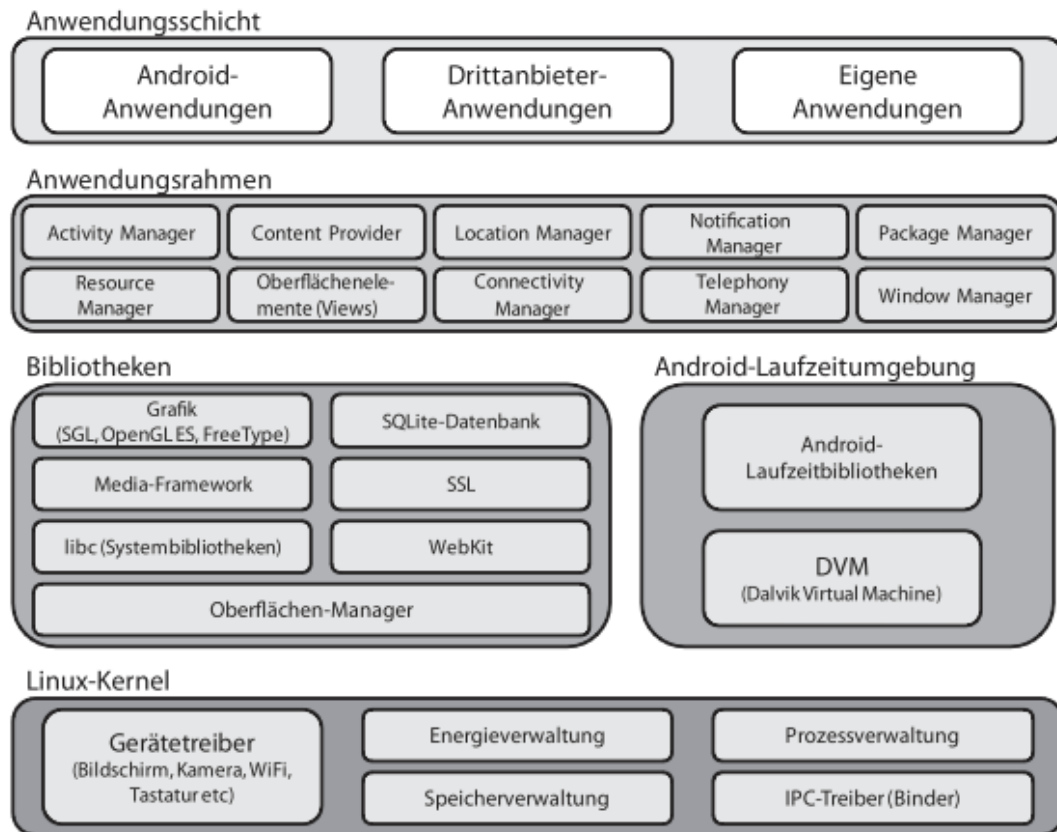 Anwendungsschicht
Android-
Anwendungen
Drittanbieter-
Anwendungen
Eigene
Anwendungen
Anwendungsrahmen
Activity Manager
Content Provider
Location Manager
Notification
Manager
Package Manager
Resource
Manager
Oberflächenele-
mente (Views)
Connectivity
Manager
Telephony
Manager
Window Manager
Bibliotheken
Grafik
(SGL, OpenGL ES, FreeType)
SQLite-Datenbank
Media-Framework
SSL
libc (Systembibliotheken)
WebKit
Oberflächen-Manager
Android-Laufzeitumgebung
Android-
Laufzeitbibliotheken
DVM
(Dalvik Virtual Machine)
Linux-Kernel
Gerätetreiber
(Bildschirm, Kamera, WiFi,
Tastatur etc)
Energieverwaltung
Prozessverwaltung
Speicherverwaltung
IPC-Treiber (Binder)